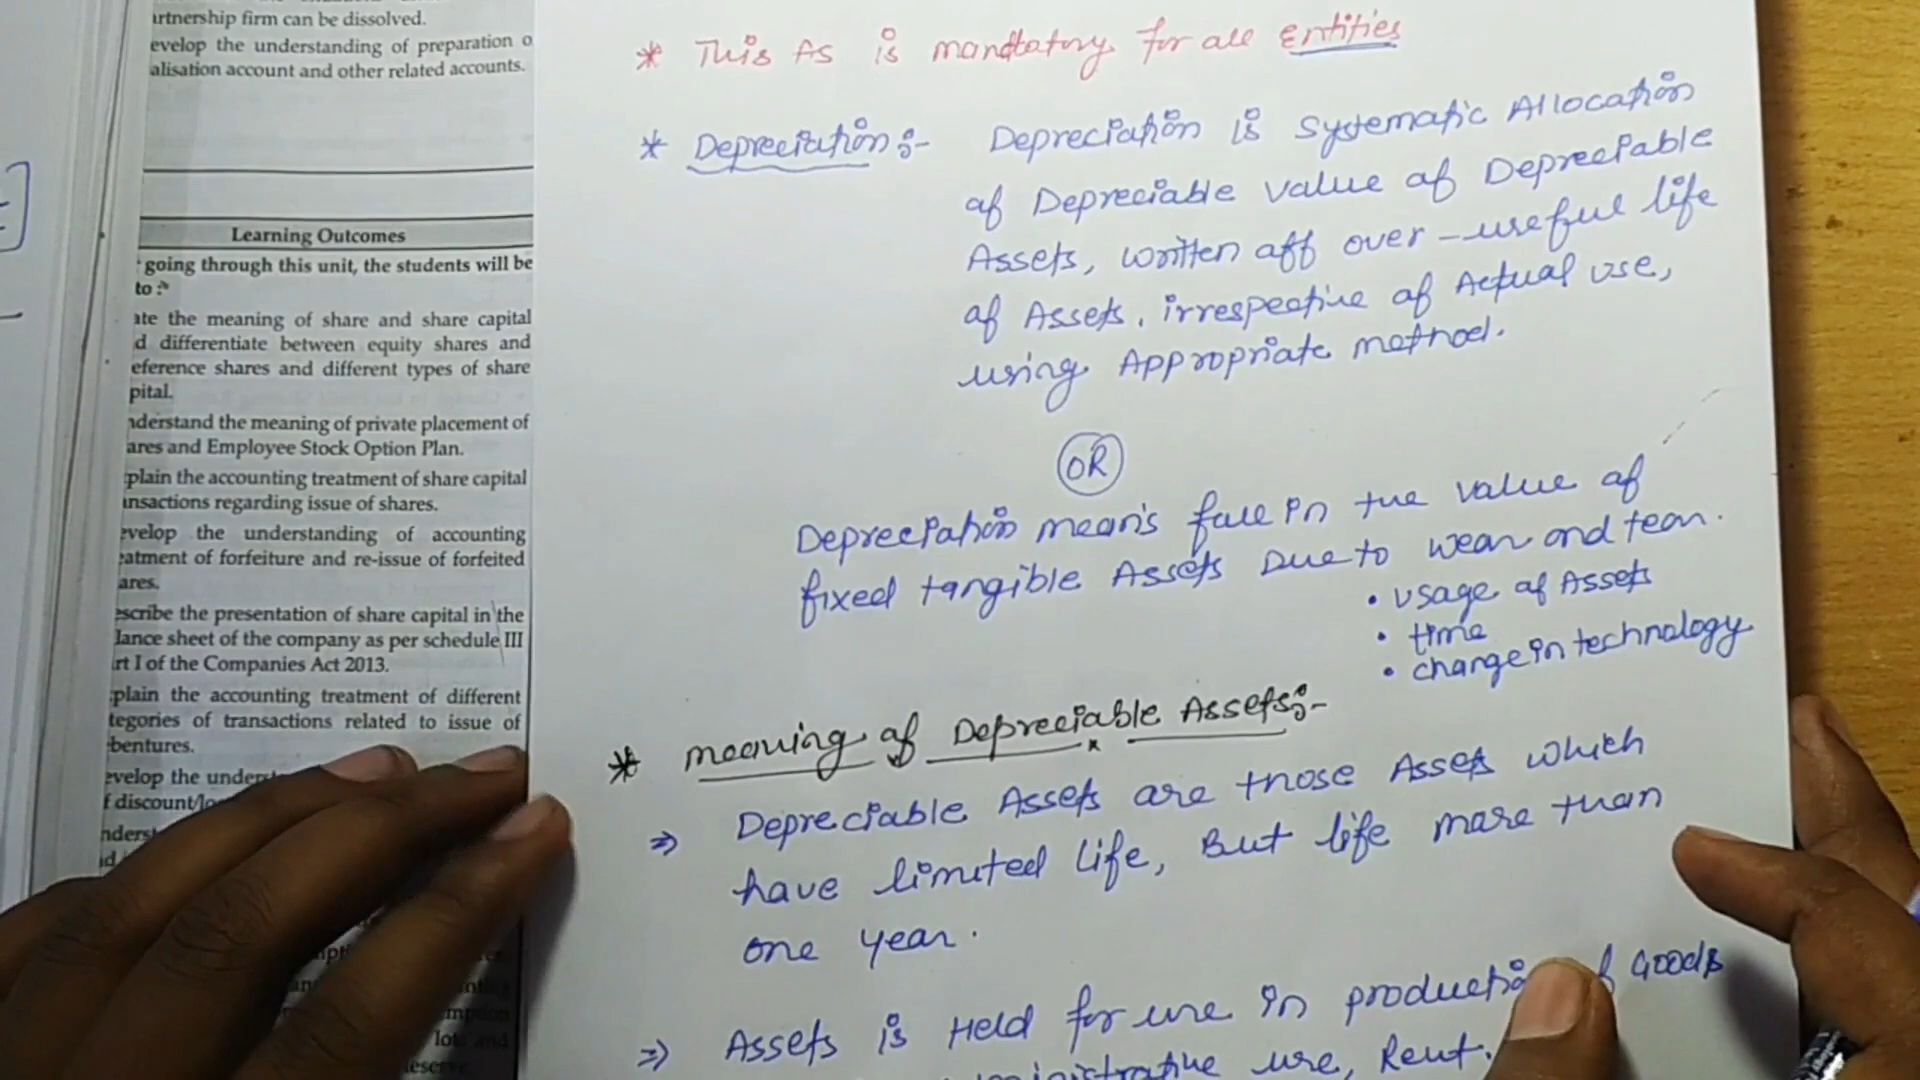 artnership firm can be dissolved.
evelop the understanding of preparation o
alisation account and other related accounts.
Learning Outcomes
going through this unit, the students will be
to :
ate the meaning of share and share capital
d differentiate between equity shares and
eference shares and different types of share
pital.
nderstand the meaning of private placement of
ares and Employee Stock Option Plan.
plain the accounting treatment of share capital
ansactions regarding issue of shares.
evelop the understanding of accounting
eatment of forfeiture and re-issue of forfeited
ares.
escribe the presentation of share capital in the
lance sheet of the company as per schedule III
rt I of the Companies Act 2013.
plain the accounting treatment of different
tegories of transactions related to issue of
bentures.
evelop the underst
f discount/lo
nderst
* This AS is mandatory for all entities
* Depreciation :- Depreciation is Systematic Allocation
of Depreciable value of Depreciable
Assets, written off over - useful life
of Assets, irrespective of Actual use,
using Appropriate method.
OR
Depreciation mean's fall in the value of
fixed tangible Assets Due to wear and tear.
• usage of Assets
• time
• change in technology
* meaning of Depreciable Assets :-
⇒ Depreciable Assets are those Assets which
have limited life, But life more than
one year.
⇒ Assets is Held for use in production of Goods
use, Rent.